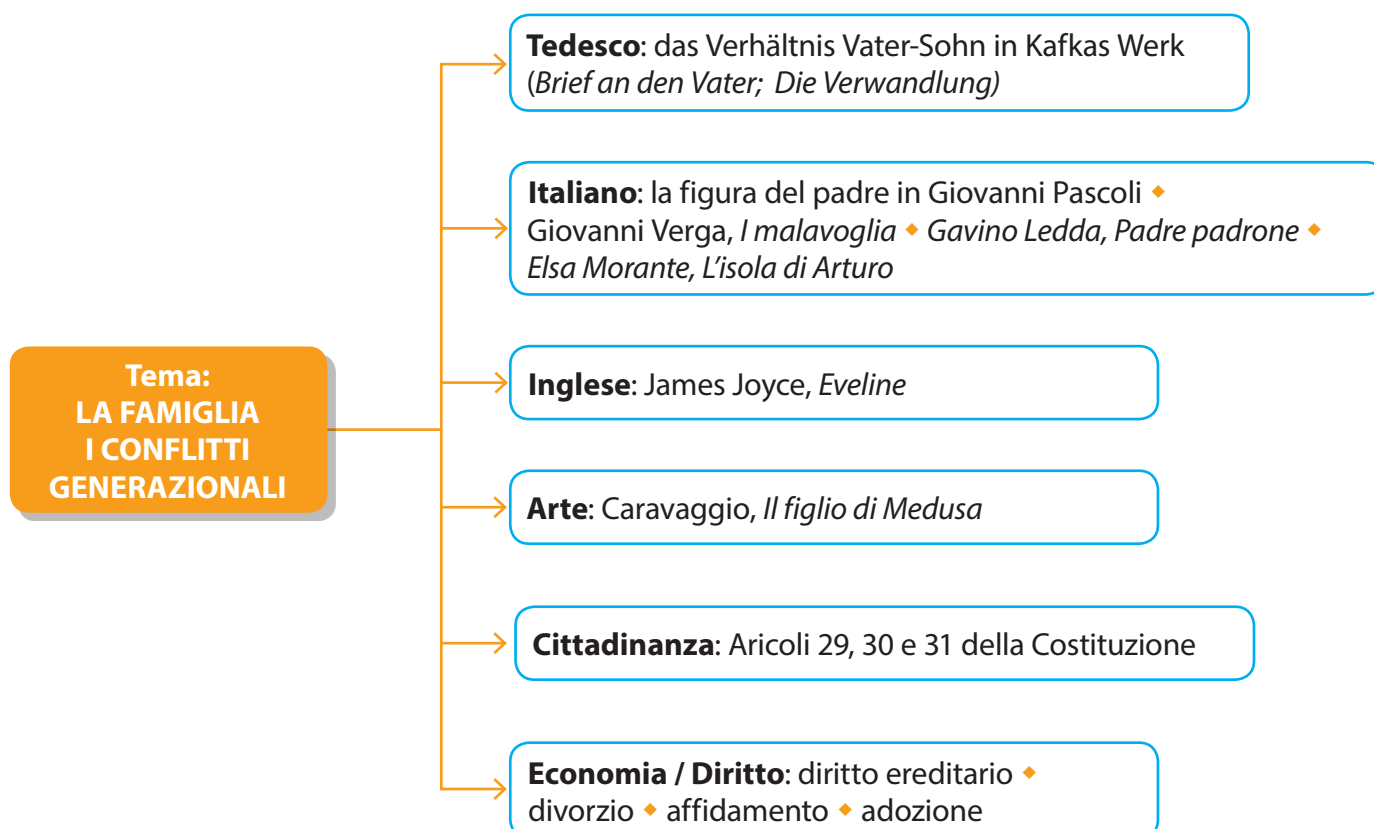 Tedesco: das Verhältnis Vater-Sohn in Kafkas Werk
(Brief an den Vater; Die Verwandlung)
Italiano: la figura del padre in Giovanni Pascoli ◆
Giovanni Verga, I malavoglia ◆ Gavino Ledda, Padre padrone ◆
Elsa Morante, L'isola di Arturo
Tema:
LA FAMIGLIA
I CONFLITTI
GENERAZIONALI
Inglese: James Joyce, Eveline
Arte: Caravaggio, Il figlio di Medusa
Cittadinanza: Aricoli 29, 30 e 31 della Costituzione
Economia / Diritto: diritto ereditario ◆
divorzio ◆ affidamento ◆ adozione